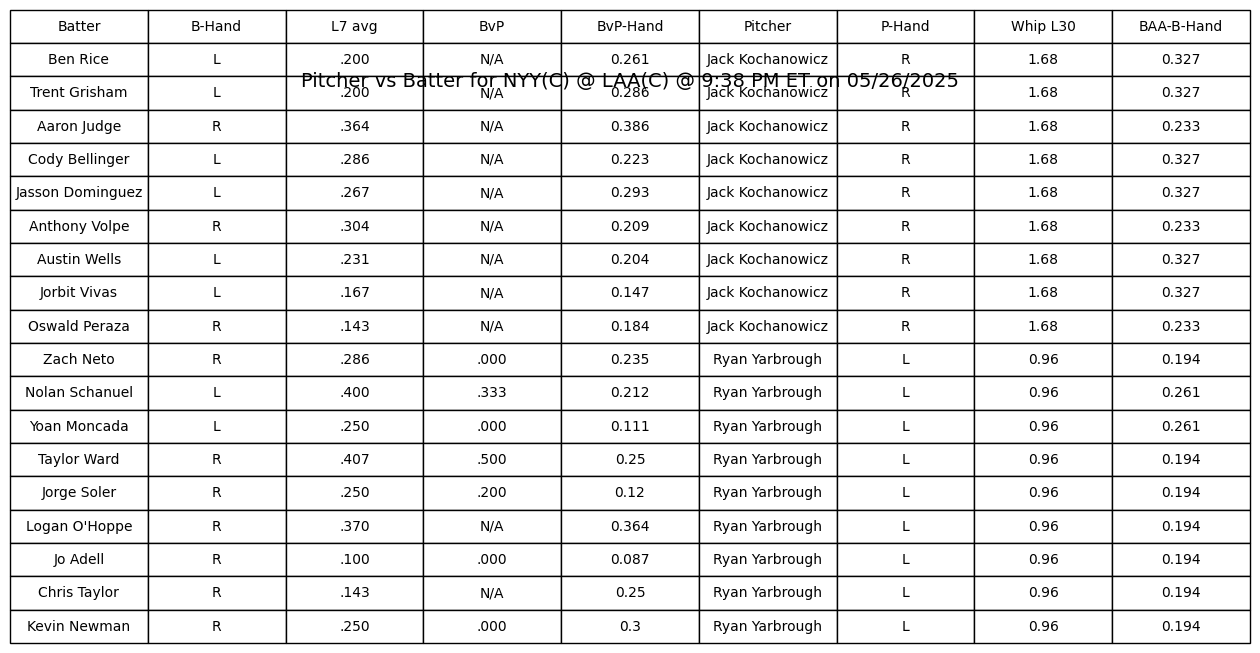 Batter B-Hand L7 avg BvP BvP-Hand Pitcher P-Hand Whip L30 BAA-B-Hand
Ben Rice L .200 N/A 0.261 Jack Kochanowicz R 1.68 0.327
Pitcher vs Batter for NYY(C) @ LAA(C) @ 9:38 PM ET on 05/26/2025
Trent Grisham L .200 N/A 0.286 Jack Kochanowicz R 1.68 0.327
Aaron Judge R .364 N/A 0.386 Jack Kochanowicz R 1.68 0.233
Cody Bellinger L .286 N/A 0.223 Jack Kochanowicz R 1.68 0.327
Jasson Dominguez L .267 N/A 0.293 Jack Kochanowicz R 1.68 0.327
Anthony Volpe R .304 N/A 0.209 Jack Kochanowicz R 1.68 0.233
Austin Wells L .231 N/A 0.204 Jack Kochanowicz R 1.68 0.327
Jorbit Vivas L .167 N/A 0.147 Jack Kochanowicz R 1.68 0.327
Oswald Peraza R .143 N/A 0.184 Jack Kochanowicz R 1.68 0.233
Zach Neto R .286 .000 0.235 Ryan Yarbrough L 0.96 0.194
Nolan Schanuel L .400 .333 0.212 Ryan Yarbrough L 0.96 0.261
Yoan Moncada L .250 .000 0.111 Ryan Yarbrough L 0.96 0.261
Taylor Ward R .407 .500 0.25 Ryan Yarbrough L 0.96 0.194
Jorge Soler R .250 .200 0.12 Ryan Yarbrough L 0.96 0.194
Logan O'Hoppe R .370 N/A 0.364 Ryan Yarbrough L 0.96 0.194
Jo Adell R .100 .000 0.087 Ryan Yarbrough L 0.96 0.194
Chris Taylor R .143 N/A 0.25 Ryan Yarbrough L 0.96 0.194
Kevin Newman R .250 .000 0.3 Ryan Yarbrough L 0.96 0.194